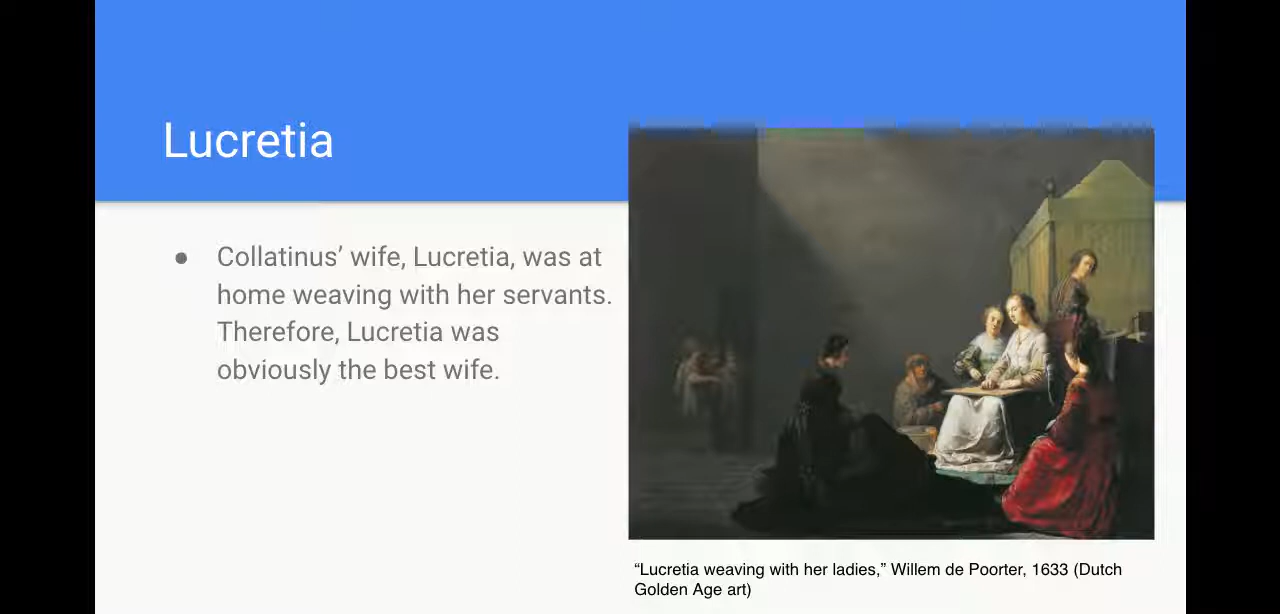 Lucretia
● Collatinus’ wife, Lucretia, was at
home weaving with her servants.
Therefore, Lucretia was
obviously the best wife.
“Lucretia weaving with her ladies,” Willem de Poorter, 1633 (Dutch
Golden Age art)